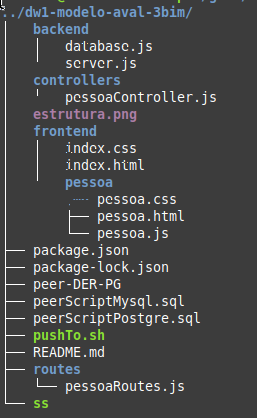 ../dw1-modelo-aval-3bim/
backend
database.js
server.js
controllers
pessoaController.js
estrutura.png
frontend
index.css
index.html
pessoa
pessoa.css
pessoa.html
pessoa.js
package.json
package-lock.json
peer-DER-PG
peerScriptMysql.sql
peerScriptPostgre.sql
pushTo.sh
README.md
routes
pessoaRoutes.js
ss